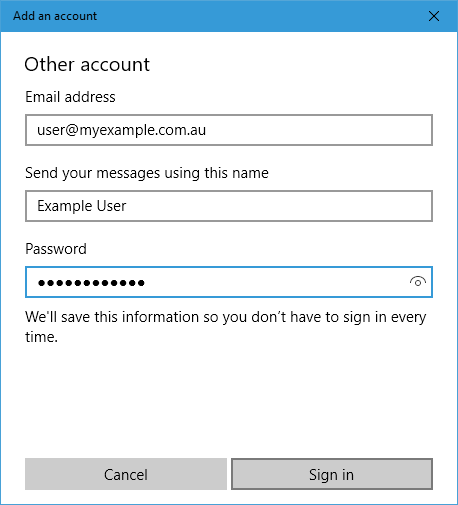 Add an account
Other account
Email address
user@myexample.com.au
Send your messages using this name
Example User
Password
●●●●●●●●●●●●
We'll save this information so you don't have to sign in every
time.
Cancel
Sign in